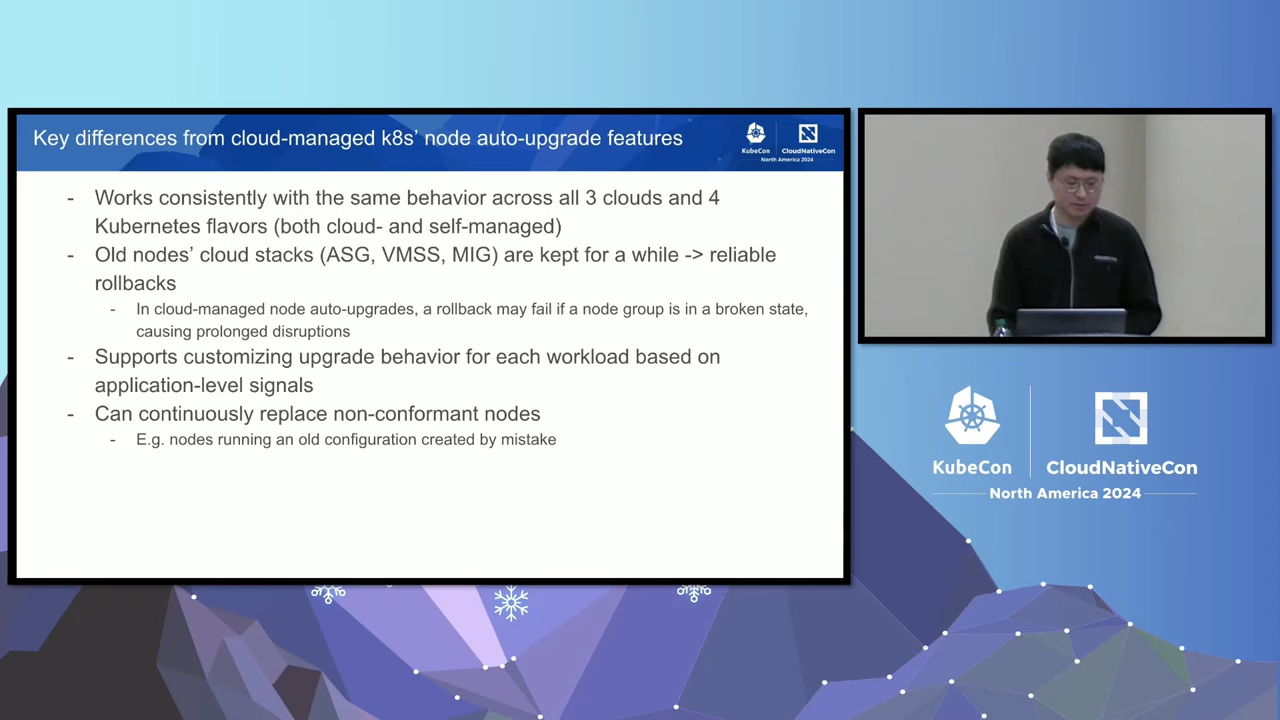 Key differences from cloud-managed k8s' node auto-upgrade features
KubeCon
CloudNativeCon
North America 2024
- Works consistently with the same behavior across all 3 clouds and 4
Kubernetes flavors (both cloud- and self-managed)
- Old nodes' cloud stacks (ASG, VMSS, MIG) are kept for a while -> reliable
rollbacks
- In cloud-managed node auto-upgrades, a rollback may fail if a node group is in a broken state,
causing prolonged disruptions
- Supports customizing upgrade behavior for each workload based on
application-level signals
- Can continuously replace non-conformant nodes
- E.g. nodes running an old configuration created by mistake
KubeCon
CloudNativeCon
North America 2024